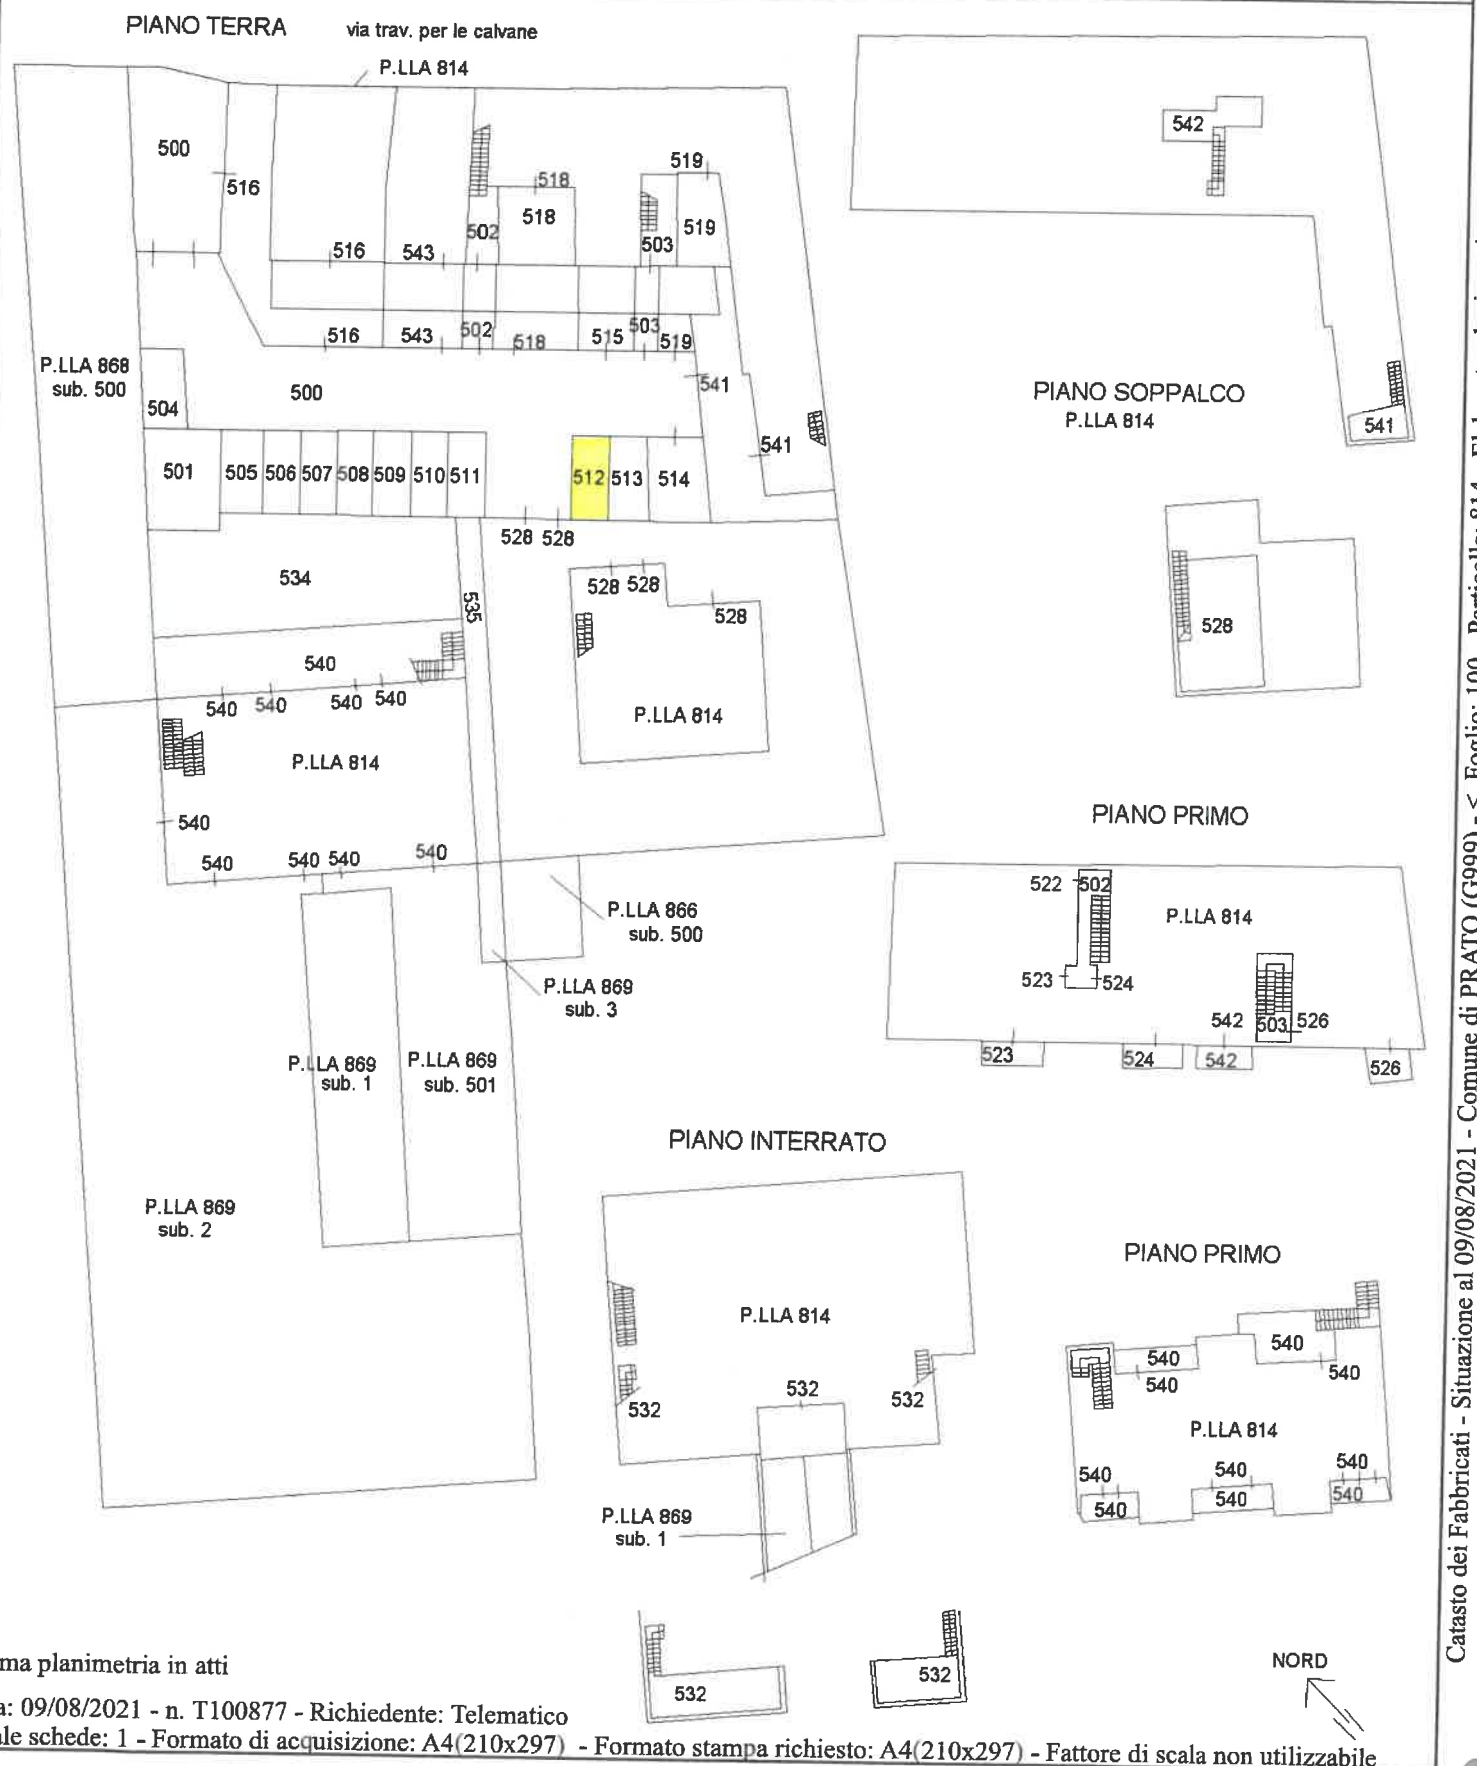 PIANO TERRA
via trav. per le calvane
P.LLA 814
500
516
518
519
542
518
519
502
503
516
543
516
543
502
518
515
503
519
P.LLA 868
sub. 500
500
504
541
541
PIANO SOPPALCO
P.LLA 814
541
501
505
506
507
508
509
510
511
512
513
514
528
528
534
535
528
528
528
528
540
540
540
540
540
P.LLA 814
P.LLA 814
540
540
540
540
540
PIANO PRIMO
522
502
P.LLA 814
523
524
542
503
526
523
524
542
526
P.LLA 866
sub. 500
P.LLA 869
sub. 3
P.LLA 869
sub. 1
P.LLA 869
sub. 501
P.LLA 869
sub. 2
PIANO INTERRATO
P.LLA 814
532
532
532
P.LLA 869
sub. 1
532
532
PIANO PRIMO
540
540
540
540
540
P.LLA 814
540
540
540
540
540
540
NORD
ma planimetria in atti
a: 09/08/2021 - n. T100877 - Richiedente: Telematico
ale schede: 1 - Formato di acquisizione: A4(210x297) - Formato stampa richiesto: A4(210x297) - Fattore di scala non utilizzabile
Catasto dei Fabbricati - Situazione al 09/08/2021 - Comune di PRATO (G999) - < Foglio: 100 - Particella: 814 -